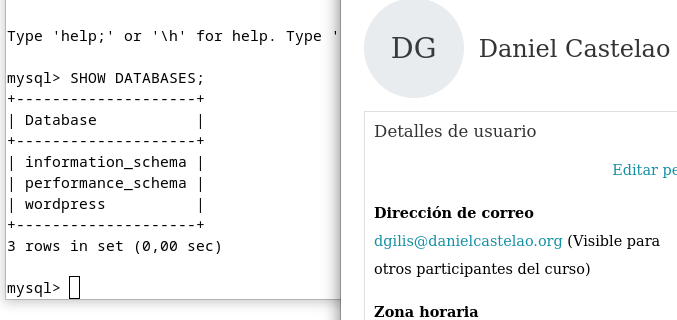 Type 'help;' or '\h' for help. Type '
mysql> SHOW DATABASES;
+--------------------+
| Database           |
+--------------------+
| information_schema |
| performance_schema |
| wordpress          |
+--------------------+
3 rows in set (0,00 sec)
mysql>
DG
Daniel Castelao
Detalles de usuario
Editar pe
Dirección de correo
dgilis@danielcastelao.org (Visible para
otros participantes del curso)
Zona horaria